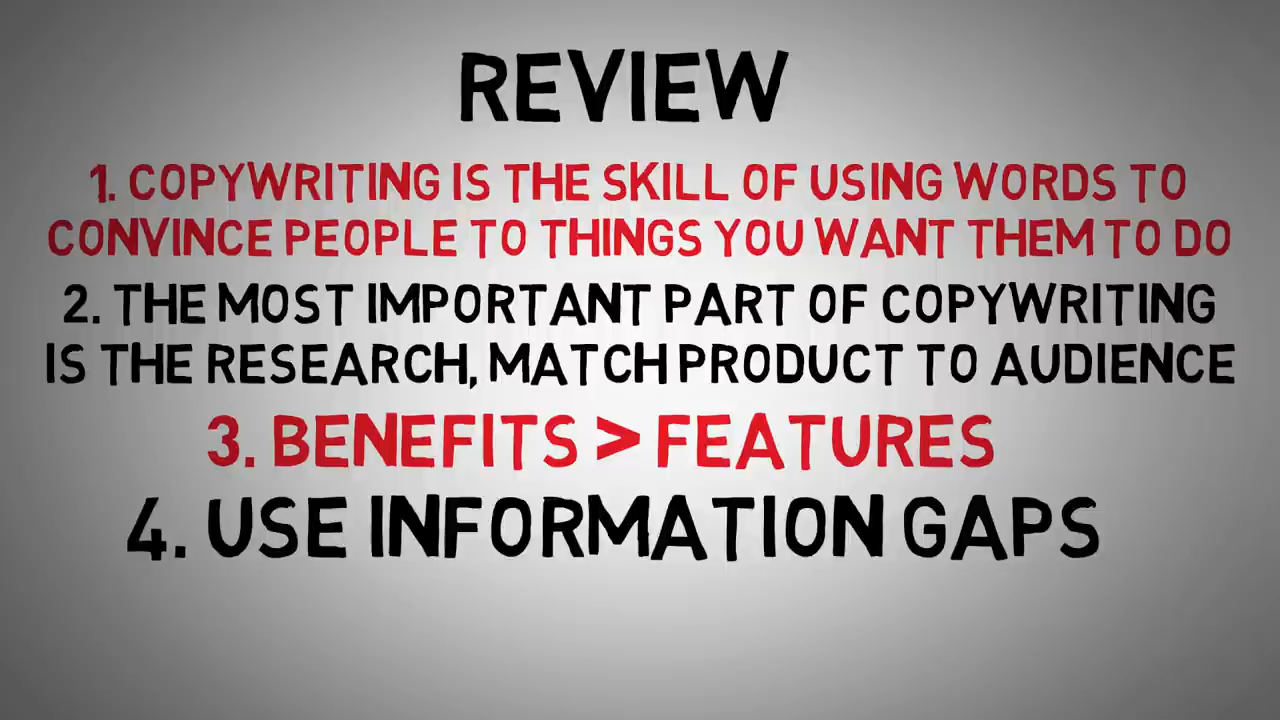 REVIEW
1. COPYWRITING IS THE SKILL OF USING WORDS TO
CONVINCE PEOPLE TO THINGS YOU WANT THEM TO DO
2. THE MOST IMPORTANT PART OF COPYWRITING
IS THE RESEARCH, MATCH PRODUCT TO AUDIENCE
3. BENEFITS > FEATURES
4. USE INFORMATION GAPS